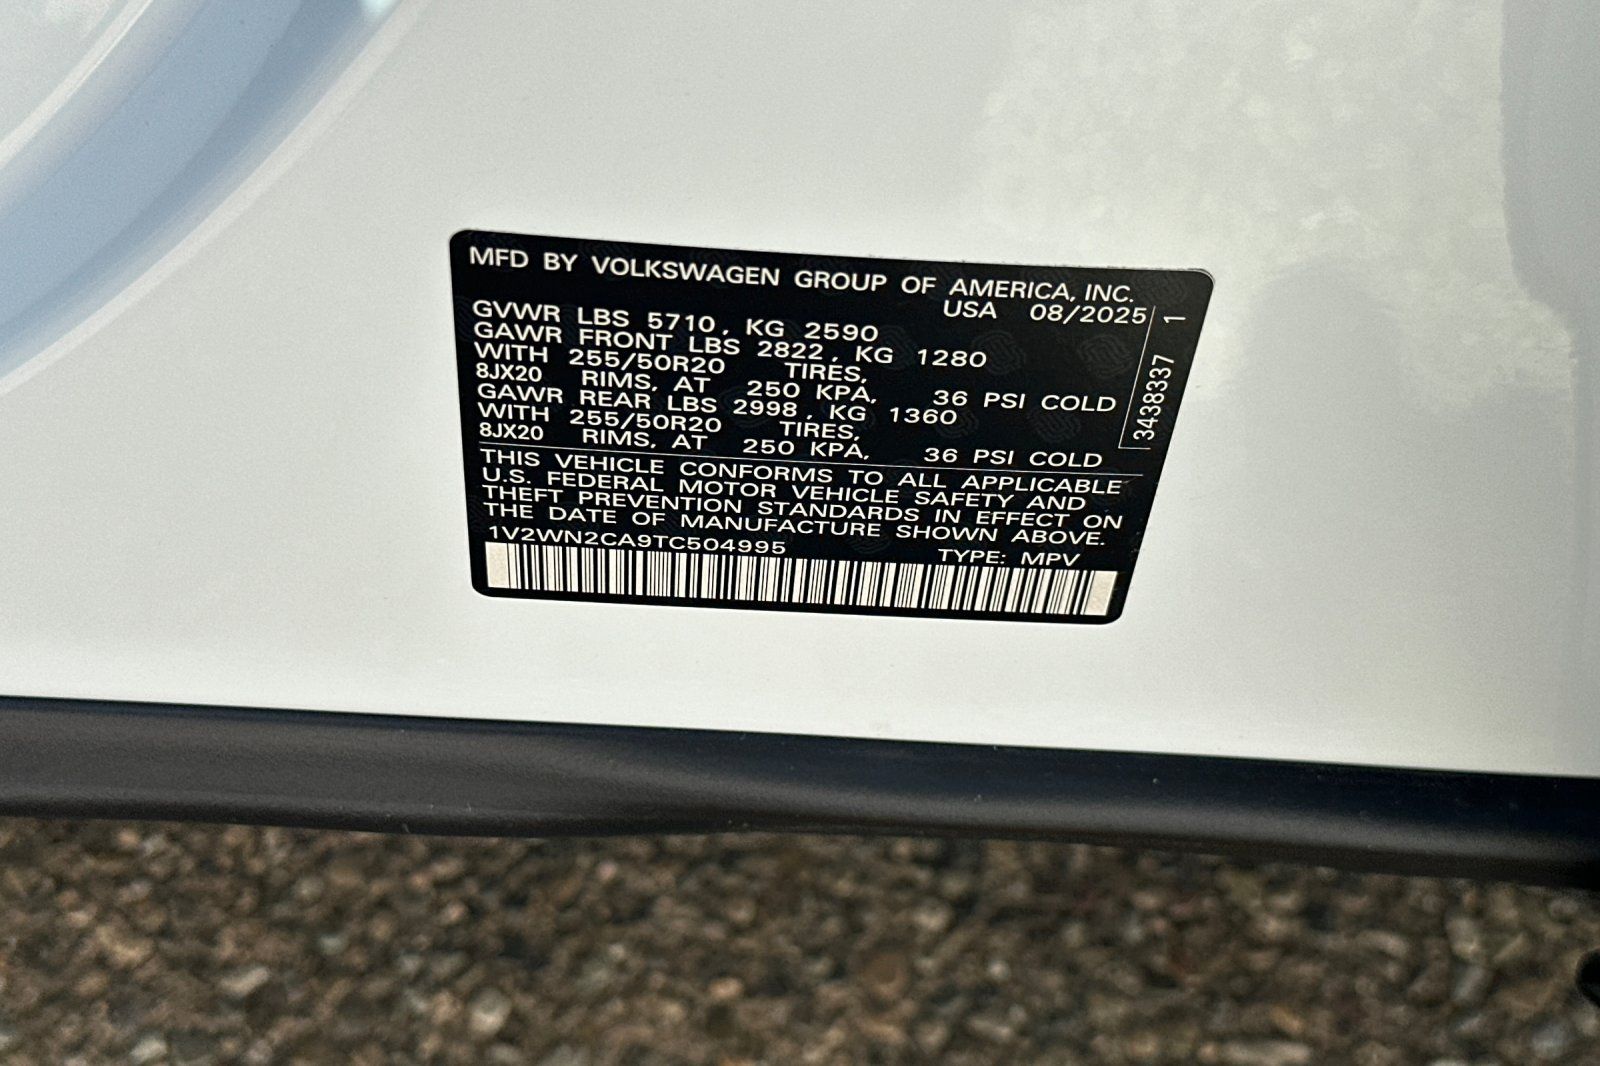 MFD BY VOLKSWAGEN GROUP OF AMERICA, INC.
USA 08/2025
GVWR LBS 5710, KG 2590
GAWR FRONT LBS 2822, KG 1280
WITH 255/50R20 TIRES,
8JX20 RIMS, AT 250 KPA, 36 PSI COLD
GAWR REAR LBS 2998, KG 1360
WITH 255/50R20 TIRES,
8JX20 RIMS, AT 250 KPA, 36 PSI COLD
3438337 1
THIS VEHICLE CONFORMS TO ALL APPLICABLE
U.S. FEDERAL MOTOR VEHICLE SAFETY AND
THEFT PREVENTION STANDARDS IN EFFECT ON
THE DATE OF MANUFACTURE SHOWN ABOVE.
1V2WN2CA9TC504995 TYPE: MPV